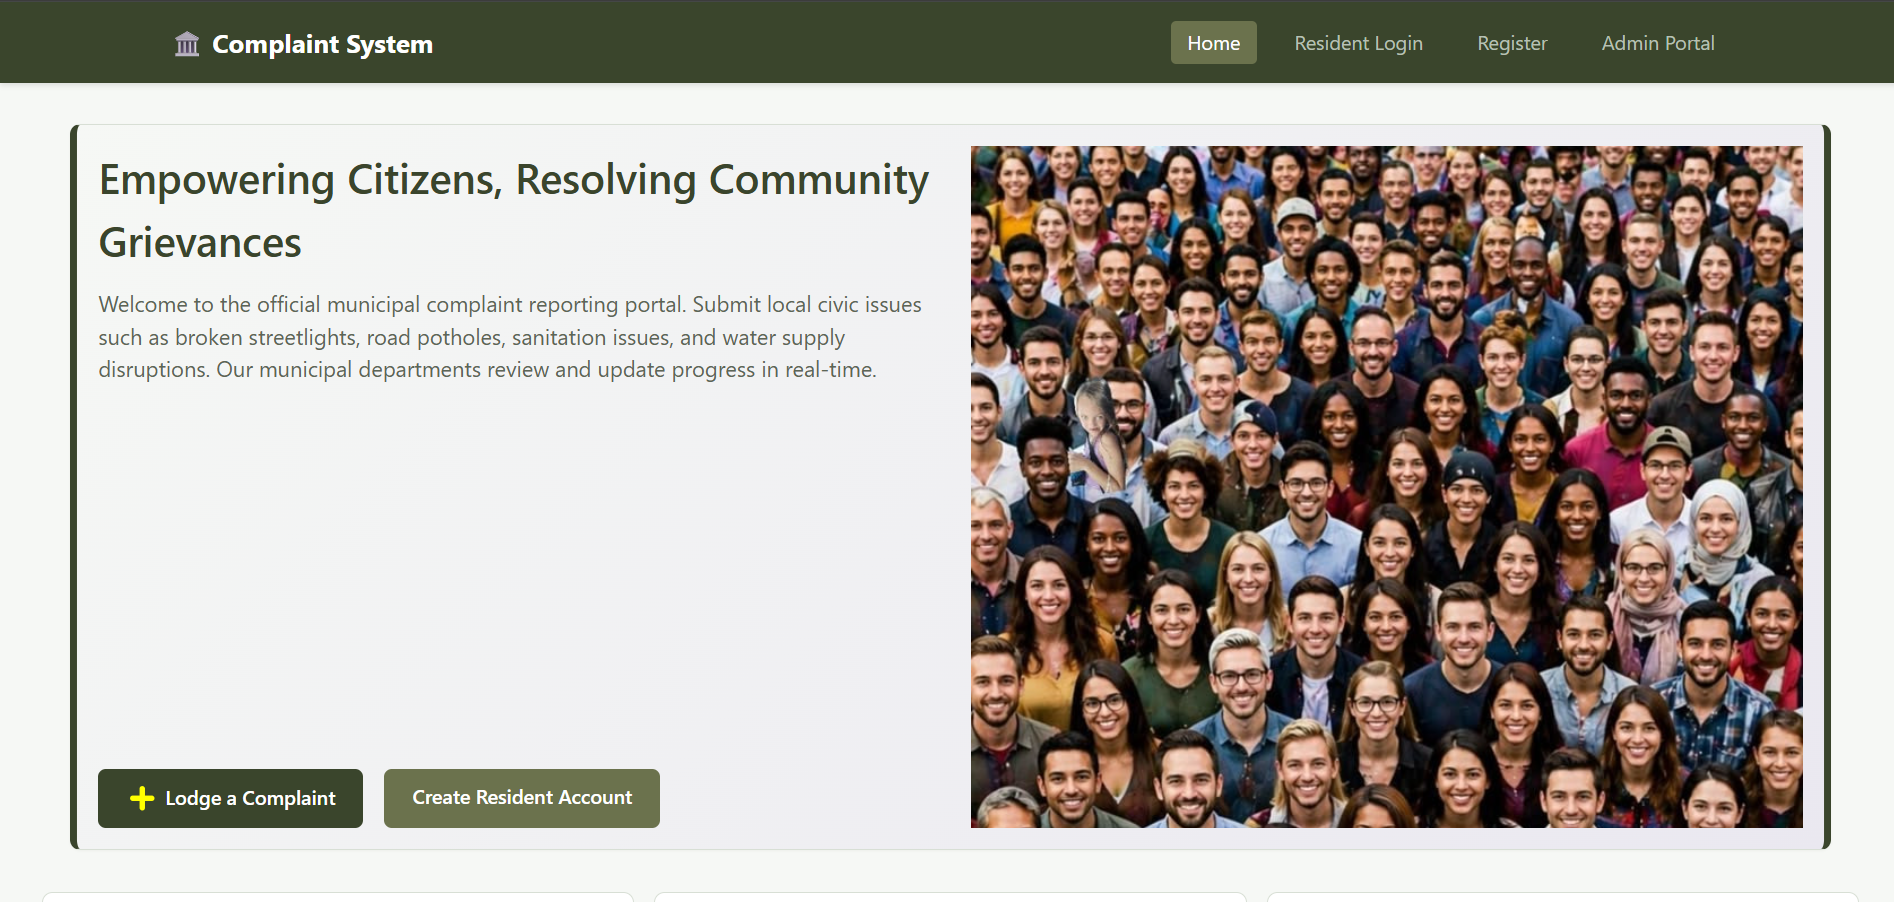 Complaint System
Home
Resident Login
Register
Admin Portal
Empowering Citizens, Resolving Community
Grievances
Welcome to the official municipal complaint reporting portal. Submit local civic issues
such as broken streetlights, road potholes, sanitation issues, and water supply
disruptions. Our municipal departments review and update progress in real-time.
Lodge a Complaint
Create Resident Account